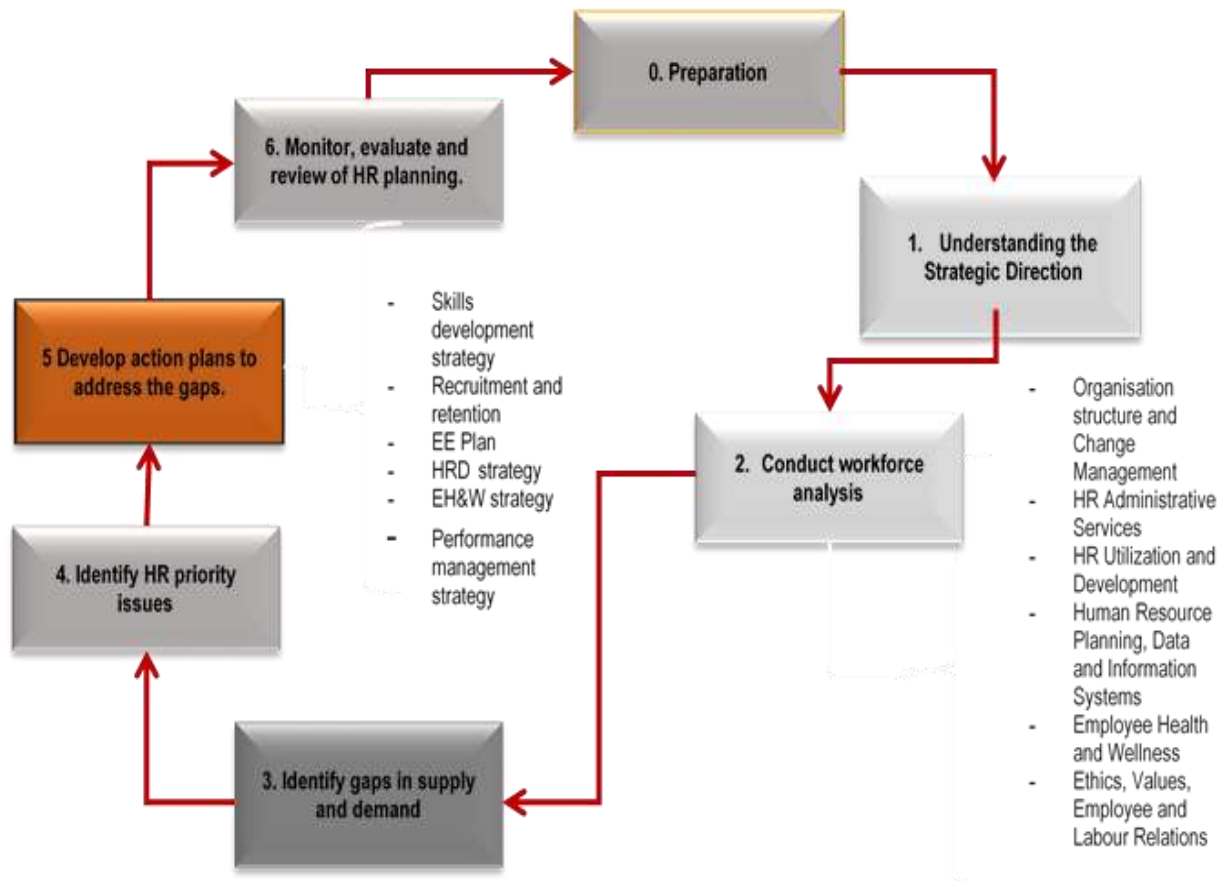 0. Preparation
6. Monitor, evaluate and
review of HR planning.
1. Understanding the
Strategic Direction
5 Develop action plans to
address the gaps.
- Skills
development
strategy
- Recruitment and
retention
- EE Plan
- HRD strategy
- EH&W strategy
- Performance
management
strategy
2. Conduct workforce
analysis
- Organisation
structure and
Change
Management
- HR Administrative
Services
- HR Utilization and
Development
- Human Resource
Planning, Data
and Information
Systems
- Employee Health
and Wellness
- Ethics, Values,
Employee and
Labour Relations
4. Identify HR priority
issues
3. Identify gaps in supply
and demand